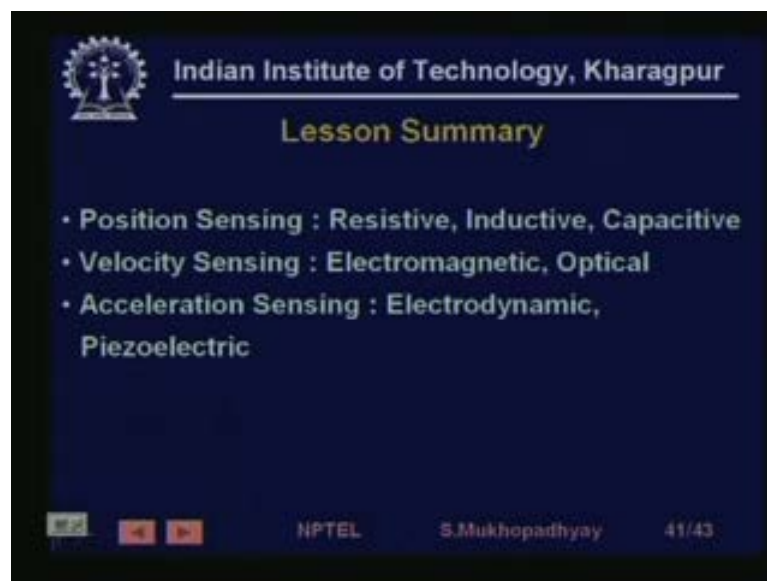 Indian Institute of Technology, Kharagpur
Lesson Summary
• Position Sensing : Resistive, Inductive, Capacitive
• Velocity Sensing : Electromagnetic, Optical
• Acceleration Sensing : Electrodynamic,
Piezoelectric
NPTEL S.Mukhopadhyay 41/43